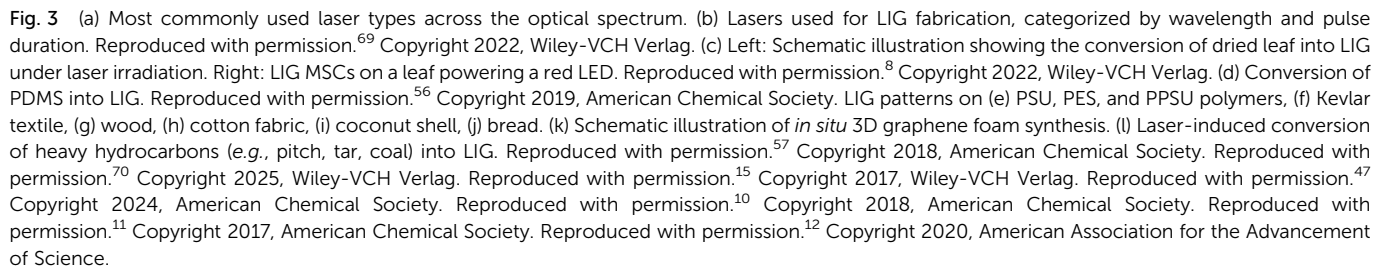 Fig. 3 (a) Most commonly used laser types across the optical spectrum. (b) Lasers used for LIG fabrication, categorized by wavelength and pulse
duration. Reproduced with permission.69 Copyright 2022, Wiley-VCH Verlag. (c) Left: Schematic illustration showing the conversion of dried leaf into LIG
under laser irradiation. Right: LIG MSCs on a leaf powering a red LED. Reproduced with permission.8 Copyright 2022, Wiley-VCH Verlag. (d) Conversion of
PDMS into LIG. Reproduced with permission.56 Copyright 2019, American Chemical Society. LIG patterns on (e) PSU, PES, and PPSU polymers, (f) Kevlar
textile, (g) wood, (h) cotton fabric, (i) coconut shell, (j) bread. (k) Schematic illustration of in situ 3D graphene foam synthesis. (l) Laser-induced conversion
of heavy hydrocarbons (e.g., pitch, tar, coal) into LIG. Reproduced with permission.57 Copyright 2018, American Chemical Society. Reproduced with
permission.70 Copyright 2025, Wiley-VCH Verlag. Reproduced with permission.15 Copyright 2017, Wiley-VCH Verlag. Reproduced with permission.47
Copyright 2024, American Chemical Society. Reproduced with permission.10 Copyright 2018, American Chemical Society. Reproduced with
permission.11 Copyright 2017, American Chemical Society. Reproduced with permission.12 Copyright 2020, American Association for the Advancement
of Science.